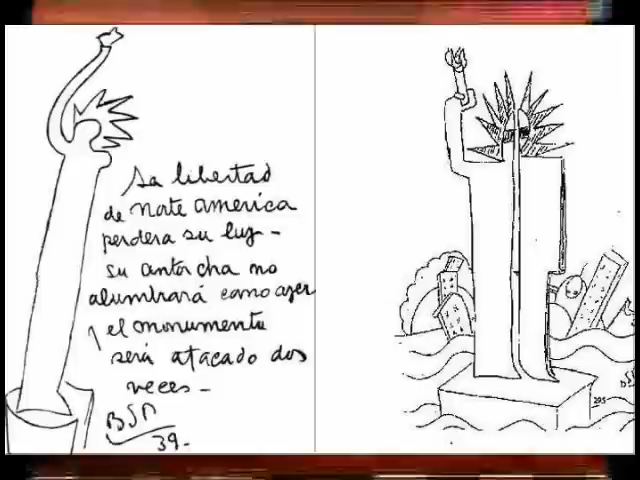 La libertad
de norte america
perdera su luz -
su antorcha no
alumbrará como ayer
y el monumento
será atacado dos
veces -
BSP
39-